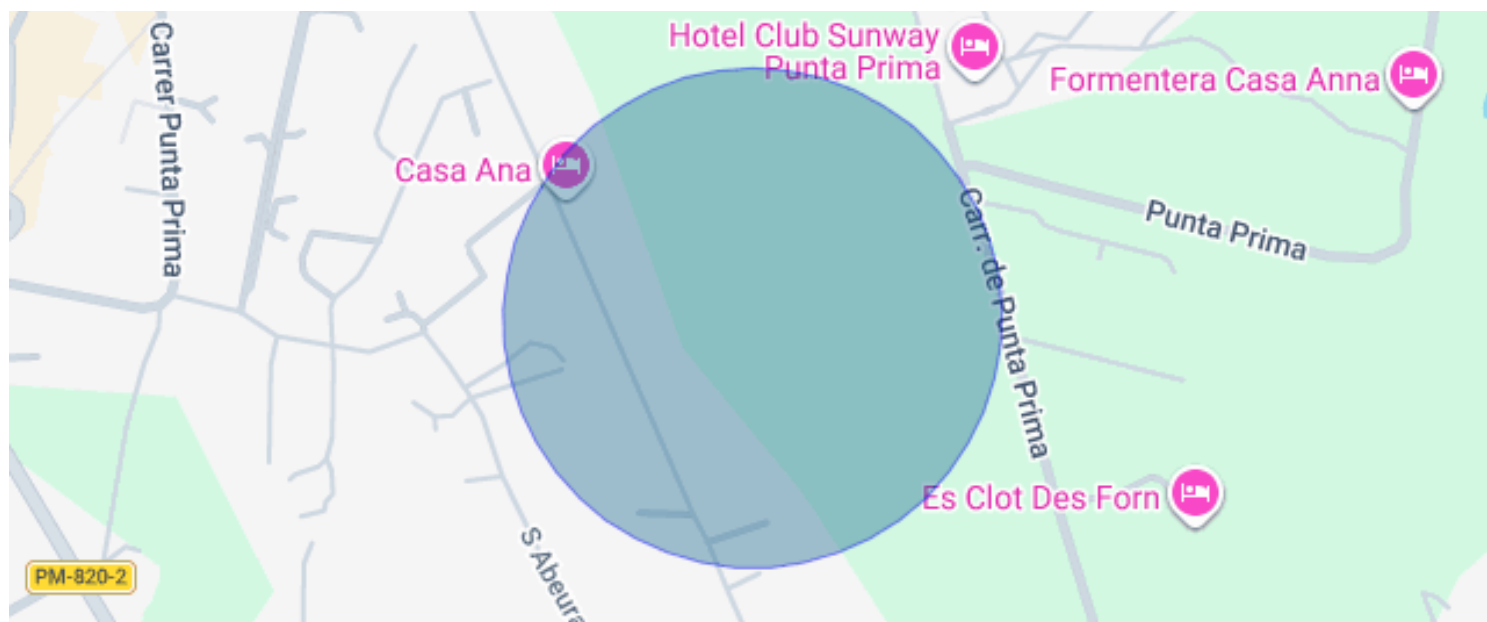 Carrer Punta Prima
Hotel Club Sunway
Punta Prima
Formentera Casa Anna
Casa Ana
Punta Prima
Carr. de Punta Prima
Es Clot Des Forn
S Abeura
PM-820-2